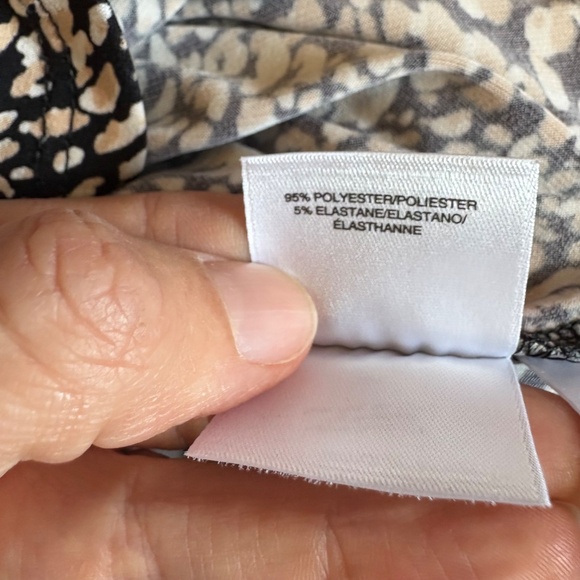 95% POLYESTER/POLIESTER
5% ELASTANE/ELASTANO/
ÉLASTHANNE